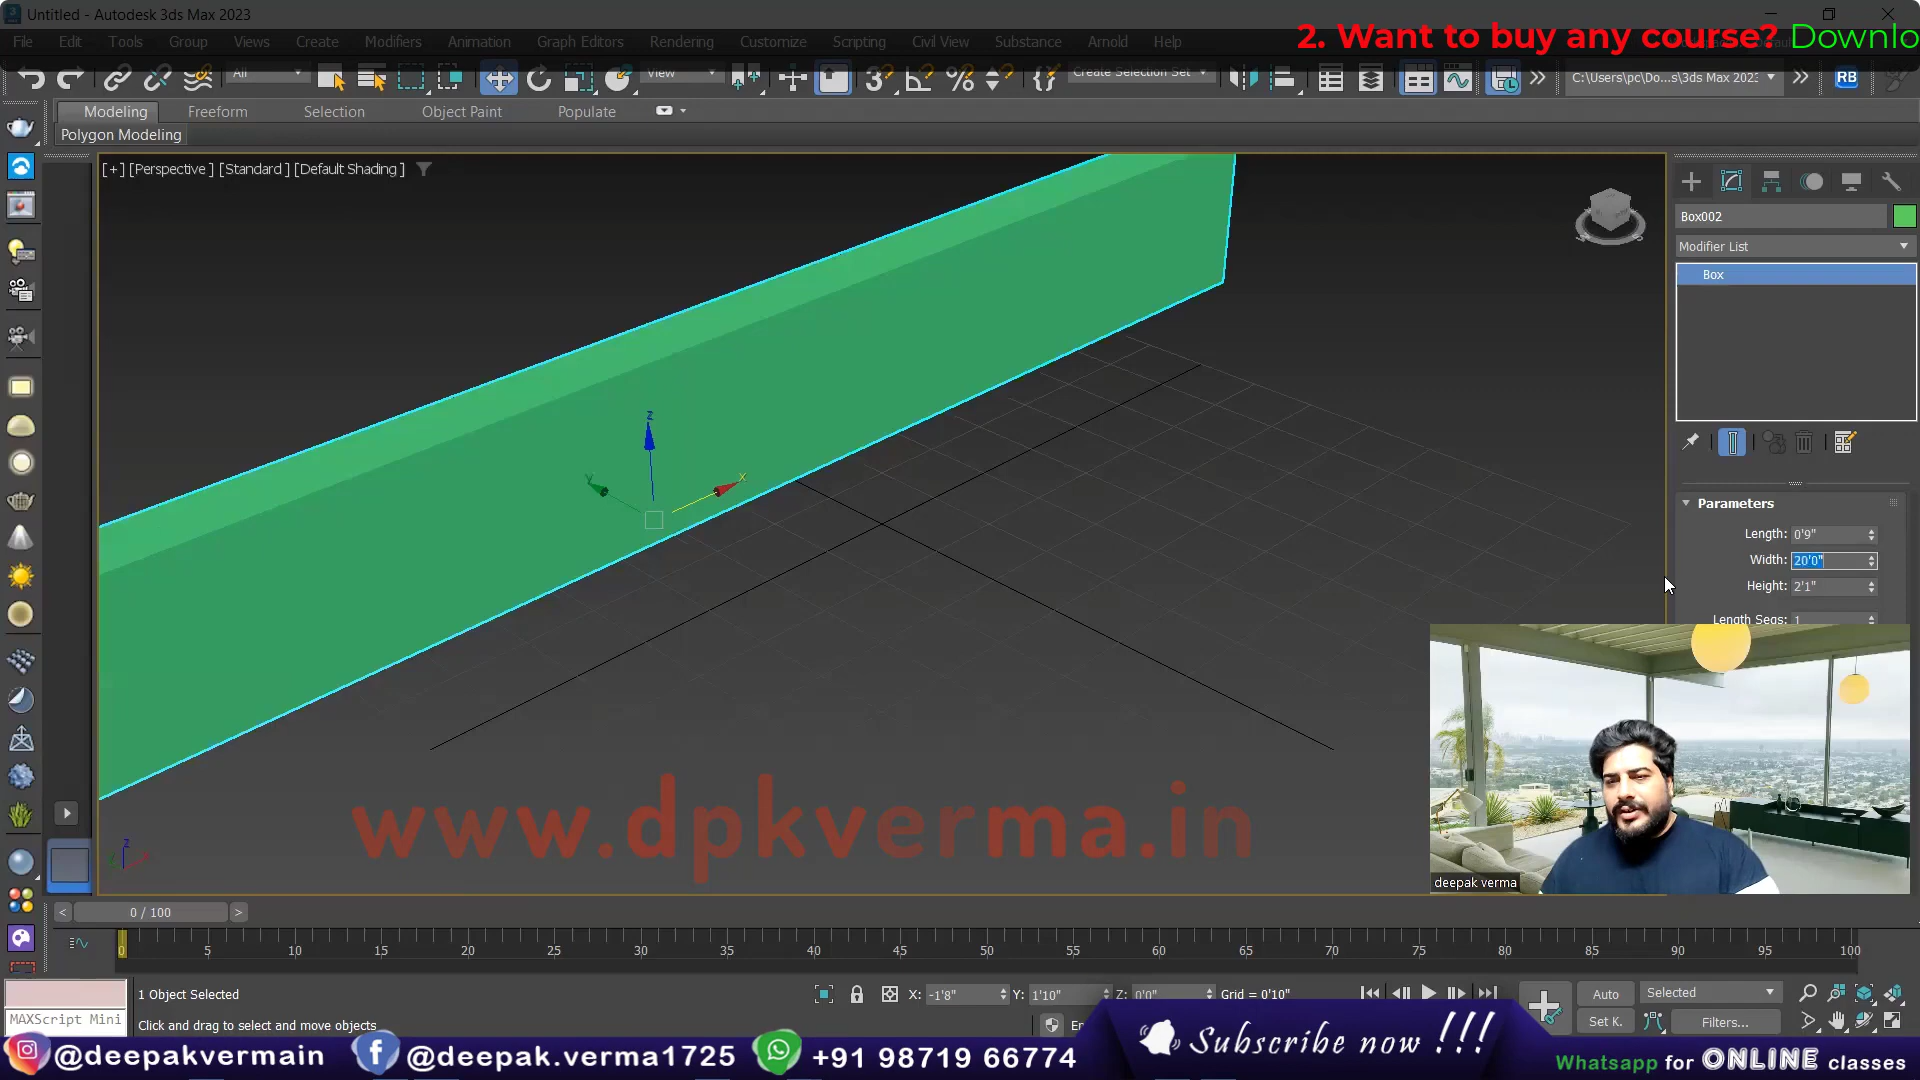 Untitled - Autodesk 3ds Max 2023
File Edit Tools Group Views Create Modifiers Animation Graph Editors Rendering Customize Scripting Civil View Substance Arnold Help
2. Want to buy any course? Downlo
All
View
Create Selection Set
C:\Users\pc\Do...s\3ds Max 202
RB
Modeling Freeform Selection Object Paint Populate
Polygon Modeling
[+] [Perspective ] [Standard ] [Default Shading ]
Box002
Modifier List
Box
Parameters
Length: 0'9"
Width: 20'0"
Height: 2'1"
Length Segs: 1
z
y
x
z
www.dpkverma.in
deepak verma
< 0 / 100 >
0 5 10 15 20 25 30 35 40 45 50 55 60 65 70 75 80 85 90 95 100
1 Object Selected
X: -1'8" Y: 1'10" Z: 0'0" Grid = 0'10"
Auto Selected
MAXScript Mini
Click and drag to select and move objects
Set K. Filters...
@deepakvermain @deepak.verma1725 +91 98719 66774
Subscribe now !!!
Whatsapp for ONLINE classes